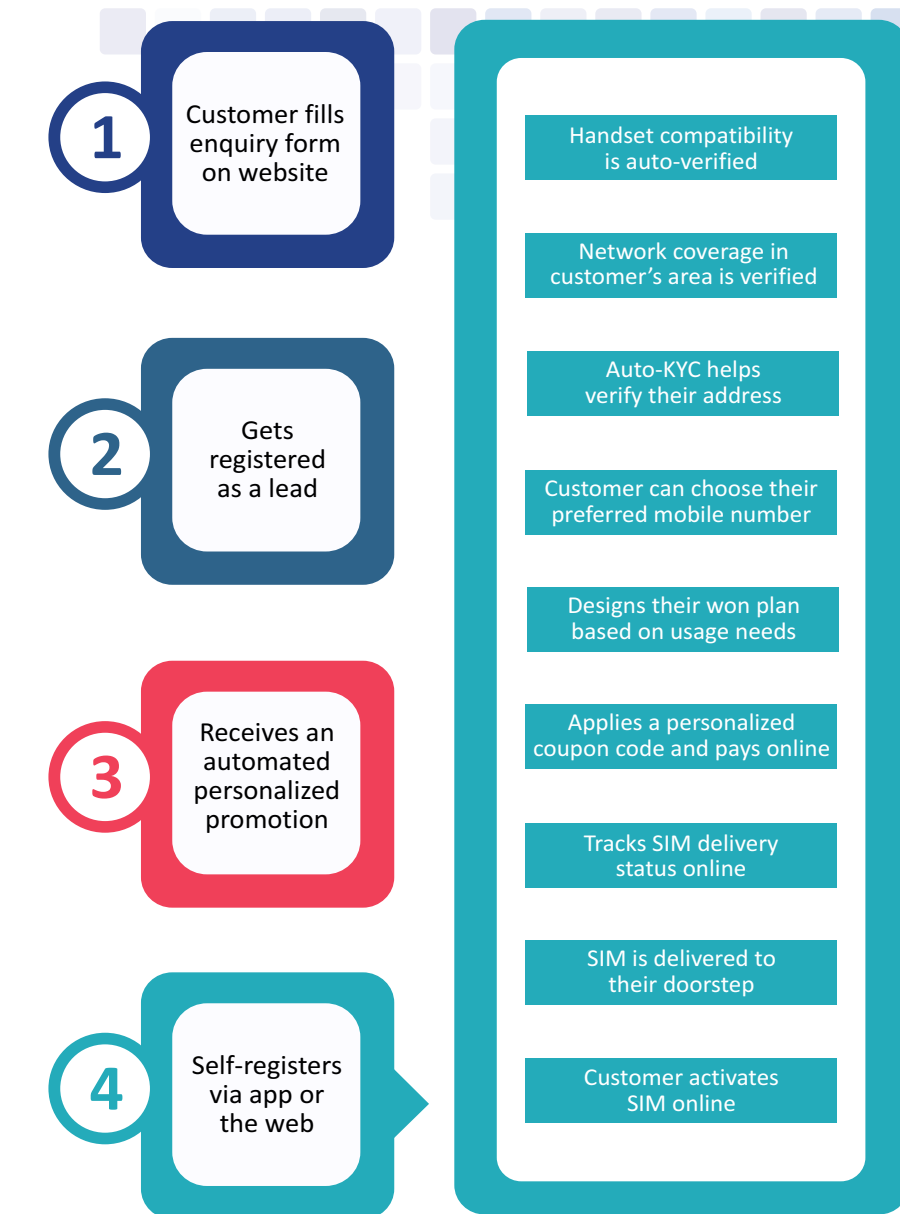 1
Customer fills
enquiry form
on website
2
Gets
registered
as a lead
3
Receives an
automated
personalized
promotion
4
Self-registers
via app or
the web
Handset compatibility
is auto-verified
Network coverage in
customer’s area is verified
Auto-KYC helps
verify their address
Customer can choose their
preferred mobile number
Designs their won plan
based on usage needs
Applies a personalized
coupon code and pays online
Tracks SIM delivery
status online
SIM is delivered to
their doorstep
Customer activates
SIM online